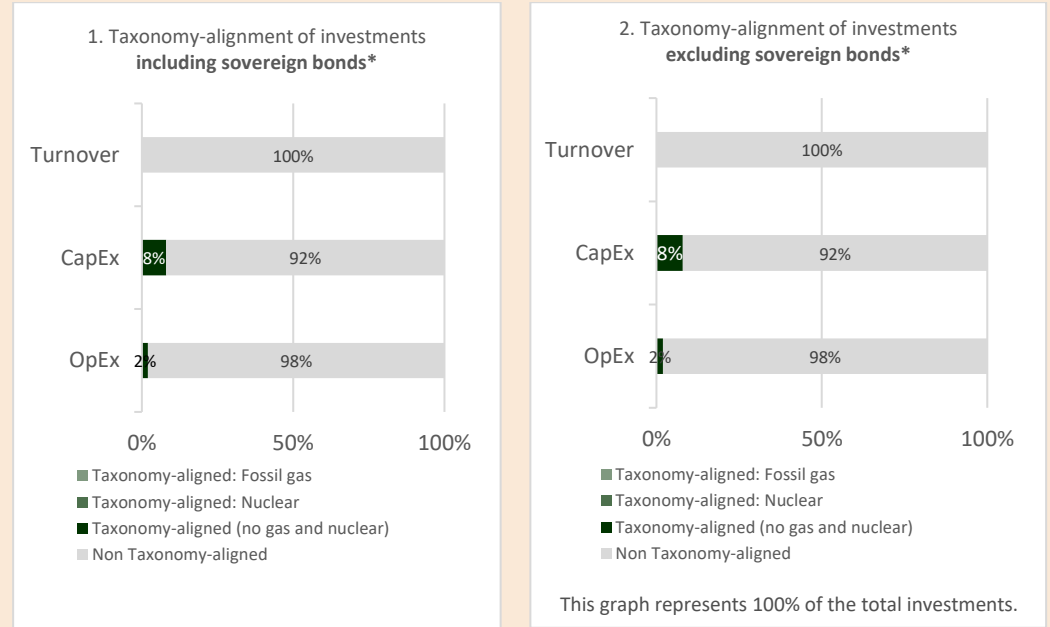 1. Taxonomy-alignment of investments
including sovereign bonds*
Turnover
100%
CapEx
8%
92%
OpEx
2%
98%
0%
50%
100%
Taxonomy-aligned: Fossil gas
Taxonomy-aligned: Nuclear
Taxonomy-aligned (no gas and nuclear)
Non Taxonomy-aligned
2. Taxonomy-alignment of investments
excluding sovereign bonds*
Turnover
100%
CapEx
8%
92%
OpEx
2%
98%
0%
50%
100%
Taxonomy-aligned: Fossil gas
Taxonomy-aligned: Nuclear
Taxonomy-aligned (no gas and nuclear)
Non Taxonomy-aligned
This graph represents 100% of the total investments.